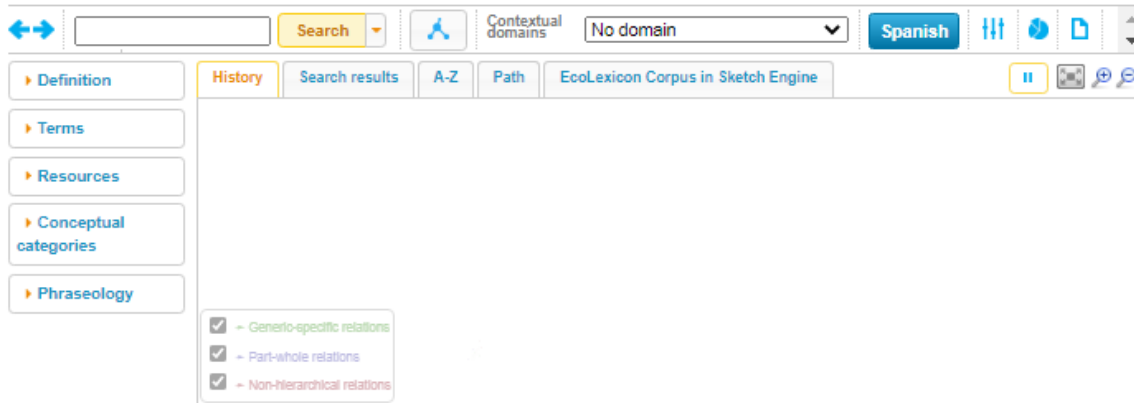 Search
Contextual
domains
No domain
Spanish
Definition
Terms
Resources
Conceptual
categories
Phraseology
History
Search results
A-Z
Path
EcoLexicon Corpus in Sketch Engine
Generic-specific relations
Part-whole relations
Non-hierarchical relations